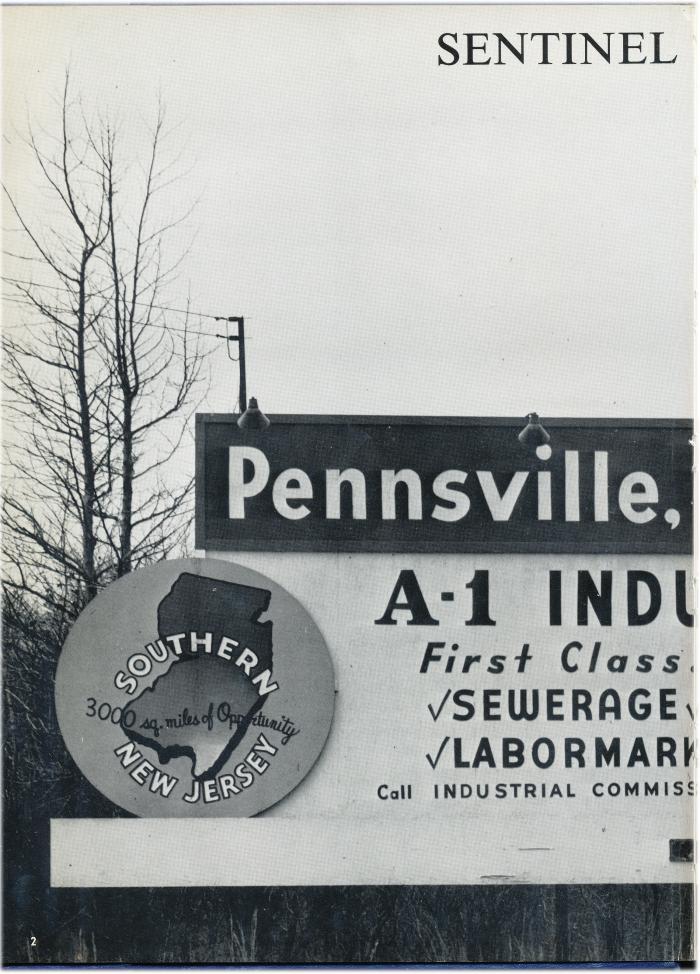 SENTINEL
Pennsville,
A-1 INDU
First Class
✓SEWERAGE ✓
✓LABORMARK
Call INDUSTRIAL COMMISS
SOUTHERN
3000 sq. miles of Opportunity
NEW JERSEY
2